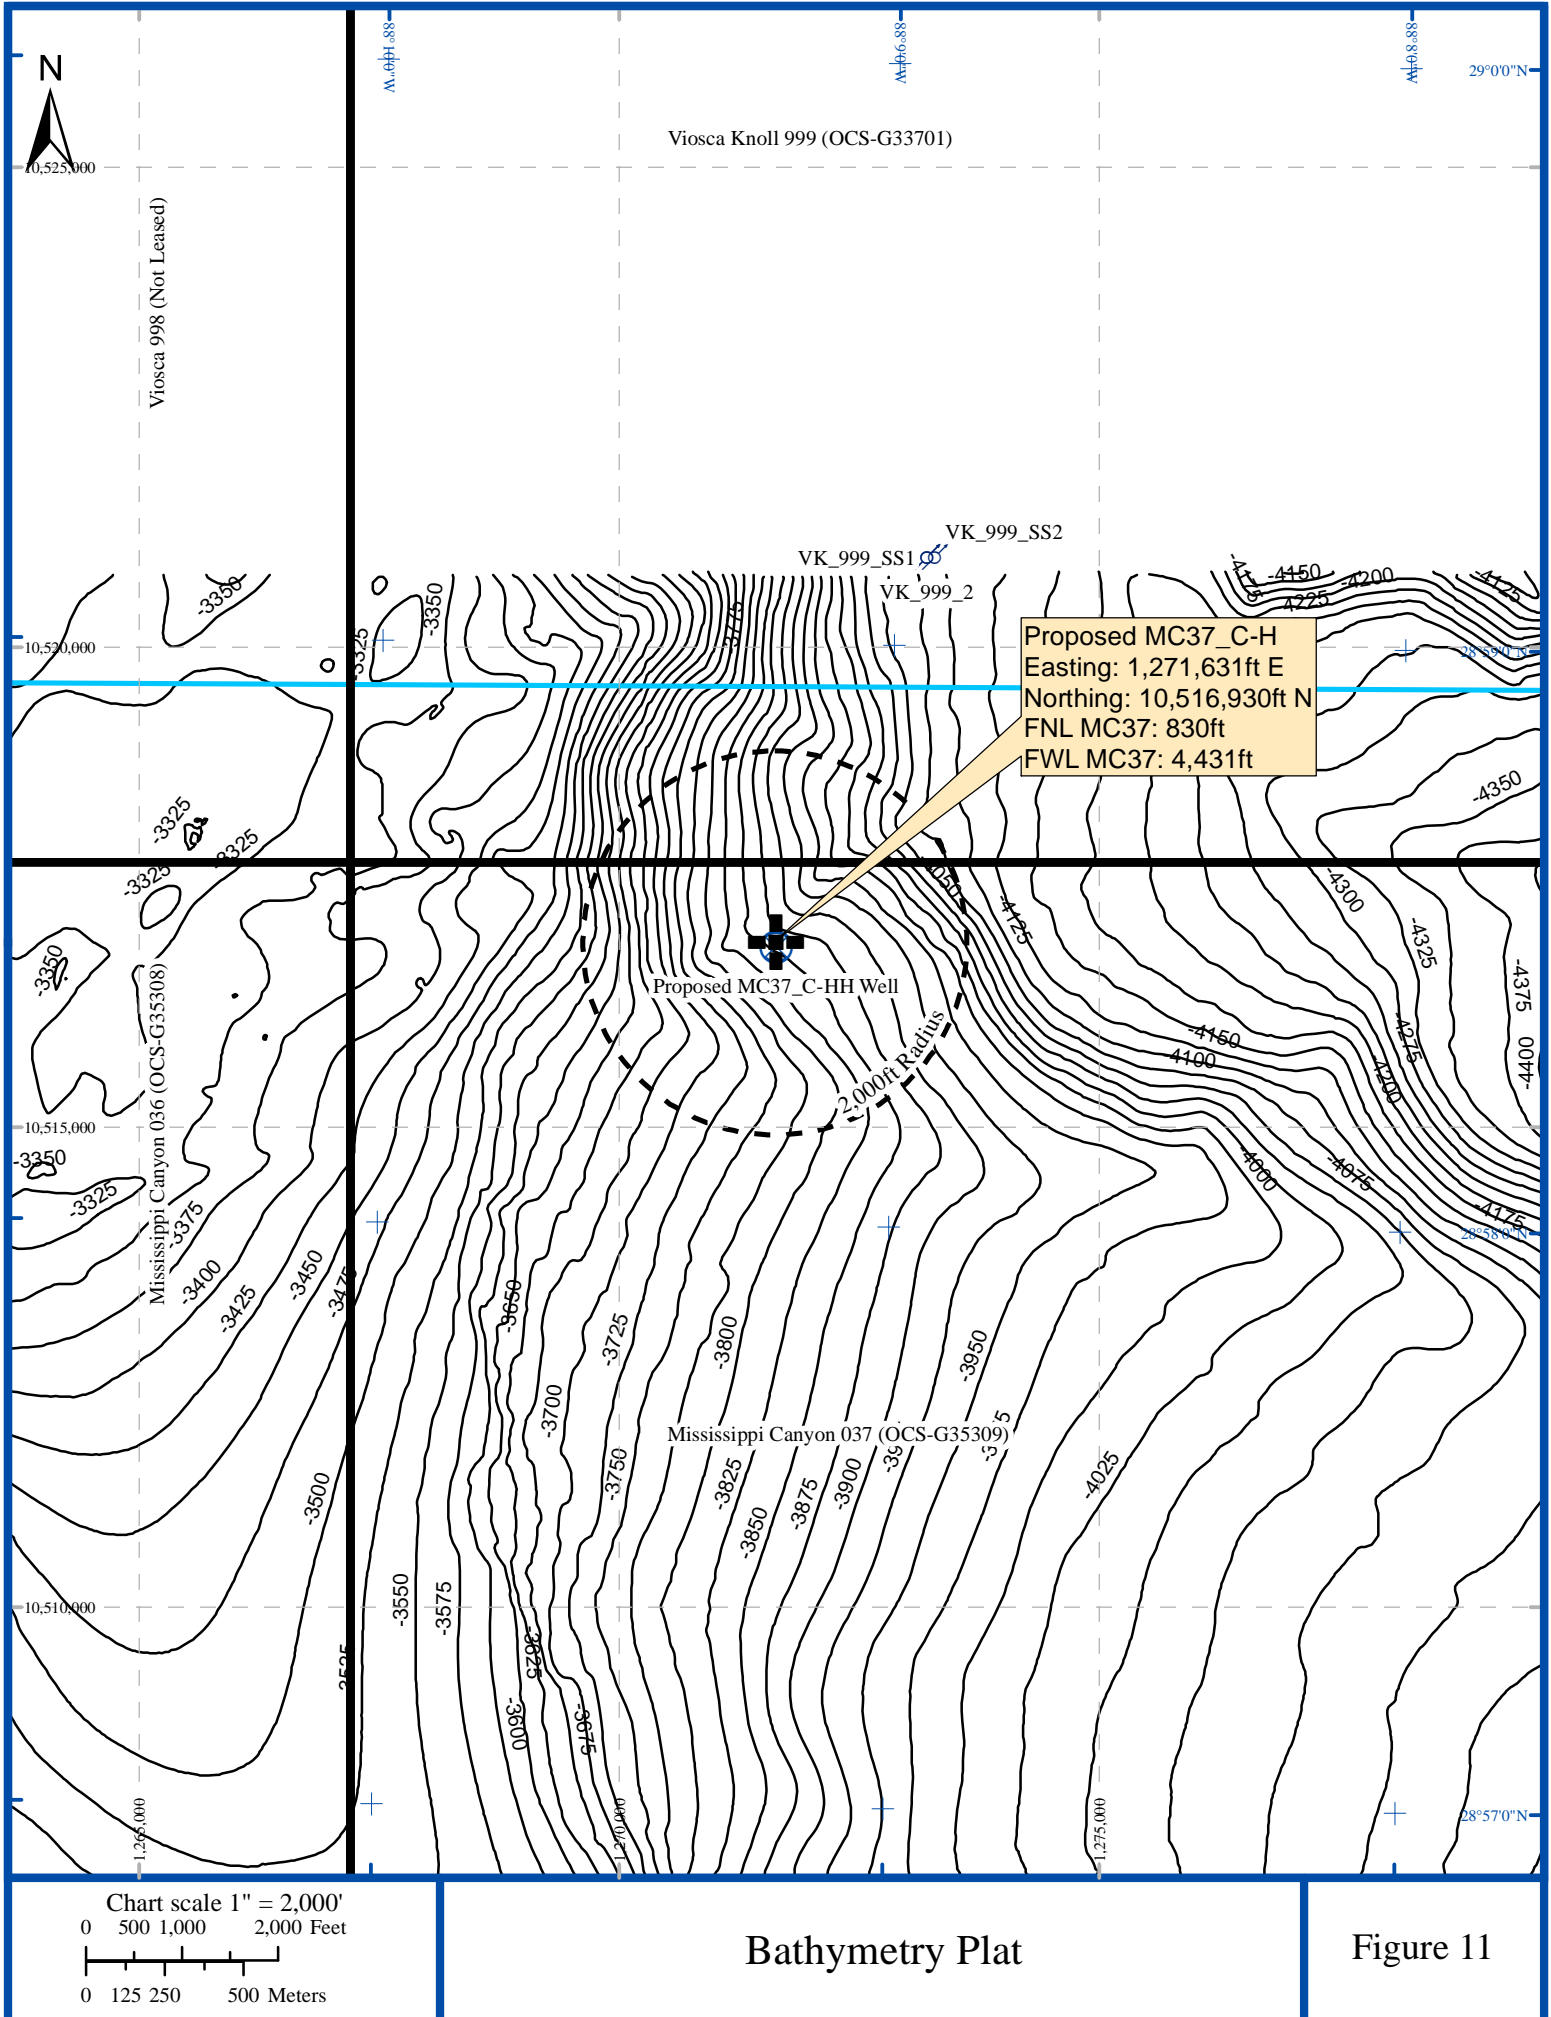 88°10'0"W
88°9'0"W
88°8'0"W
29°0'0"N
N
Viosca Knoll 999 (OCS-G33701)
10,525,000
Viosca 998 (Not Leased)
VK_999_SS2
VK_999_SS1
VK_999_2
-3350
-3350
-3325
-3775
-4175
-4150
-4200
4225
-4125
10,520,000
28°59'0"N
Proposed MC37_C-H
Easting: 1,271,631ft E
Northing: 10,516,930ft N
FNL MC37: 830ft
FWL MC37: 4,431ft
-4350
-3325
-3325
-3325
-4050
-4300
-4125
-4325
-3350
-4375
Proposed MC37_C-HH Well
2,000ft Radius
-4150
-4100
-4275
-4400
-4200
Mississippi Canyon 036 (OCS-G35308)
10,515,000
-3350
-3325
-3375
-4000
-4075
-4175
28°58'0"N
-3400
-3425
-3450
-3475
-3650
-3725
-3800
-3950
-3700
Mississippi Canyon 037 (OCS-G35309)
-3750
-3825
-3850
-3875
-3900
-4025
-3500
-3550
-3575
10,510,000
3525
-3625
-3600
-3675
1,265,000
1,270,000
1,275,000
28°57'0"N
Chart scale 1" = 2,000'
0 500 1,000 2,000 Feet
0 125 250 500 Meters
Bathymetry Plat
Figure 11